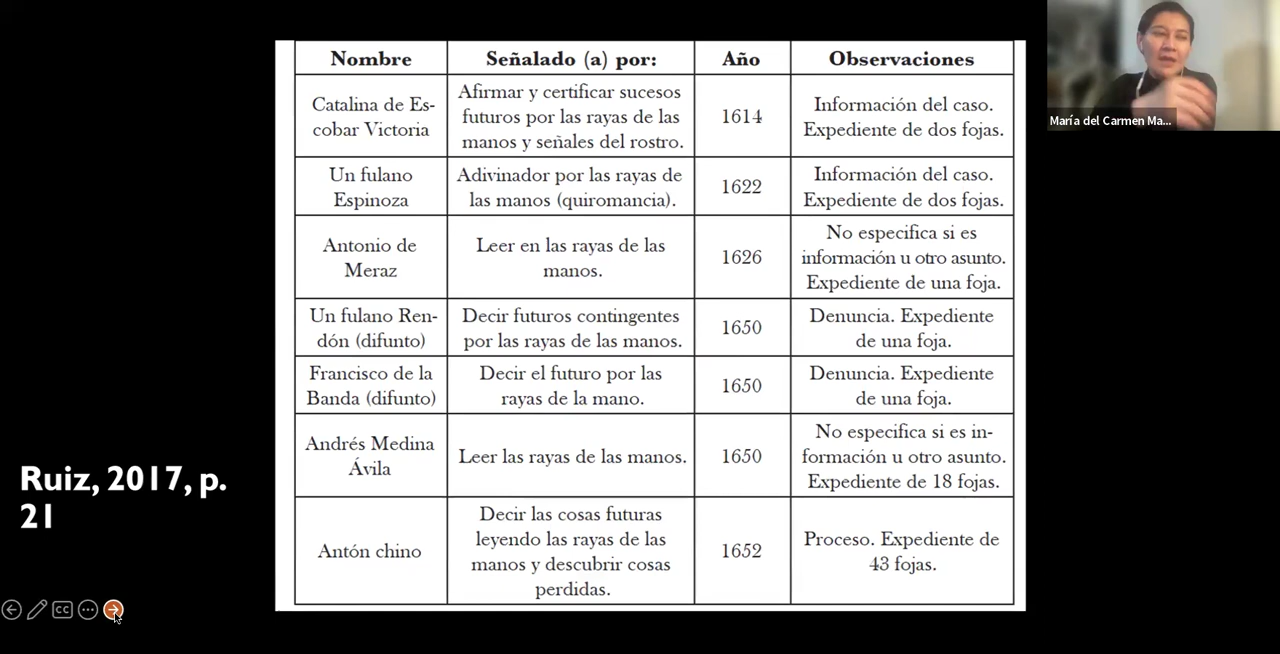 Nombre
Señalado (a) por:
Año
Observaciones
Catalina de Es-
cobar Victoria
Afirmar y certificar sucesos
futuros por las rayas de las
manos y señales del rostro.
1614
Información del caso.
Expediente de dos fojas.
Un fulano
Espinoza
Adivinador por las rayas de
las manos (quiromancia).
1622
Información del caso.
Expediente de dos fojas.
Antonio de
Meraz
Leer en las rayas de las
manos.
1626
No especifica si es
información u otro asunto.
Expediente de una foja.
Un fulano Ren-
dón (difunto)
Decir futuros contingentes
por las rayas de las manos.
1650
Denuncia. Expediente
de una foja.
Francisco de la
Banda (difunto)
Decir el futuro por las
rayas de la mano.
1650
Denuncia. Expediente
de una foja.
Andrés Medina
Ávila
Leer las rayas de las manos.
1650
No especifica si es in-
formación u otro asunto.
Expediente de 18 fojas.
Antón chino
Decir las cosas futuras
leyendo las rayas de las
manos y descubrir cosas
perdidas.
1652
Proceso. Expediente de
43 fojas.
Ruiz, 2017, p.
21
María del Carmen Ma...
CC